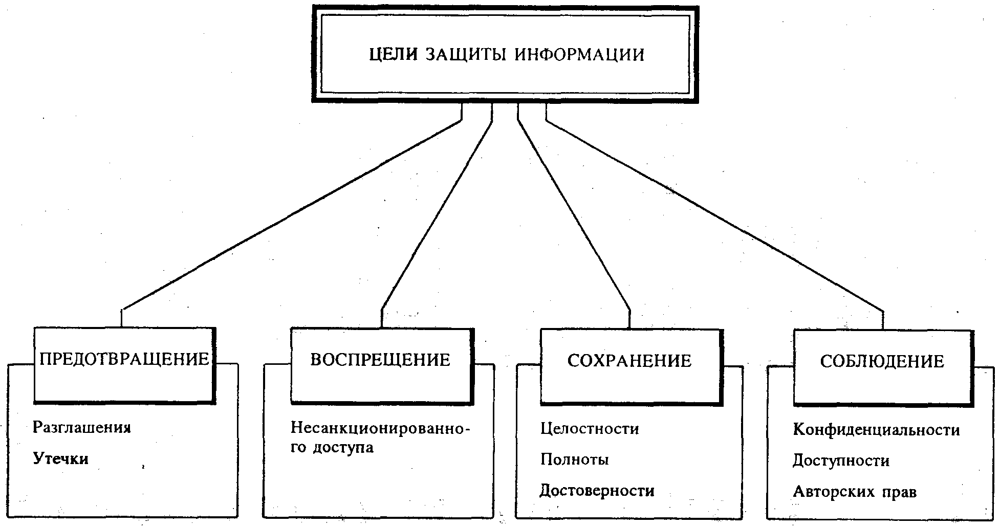 ЦЕЛИ ЗАЩИТЫ ИНФОРМАЦИИ
ПРЕДОТВРАЩЕНИЕ
Разглашения
Утечки
ВОСПРЕЩЕНИЕ
Несанкционированно-
го доступа
СОХРАНЕНИЕ
Целостности
Полноты
Достоверности
СОБЛЮДЕНИЕ
Конфиденциальности
Доступности
Авторских прав